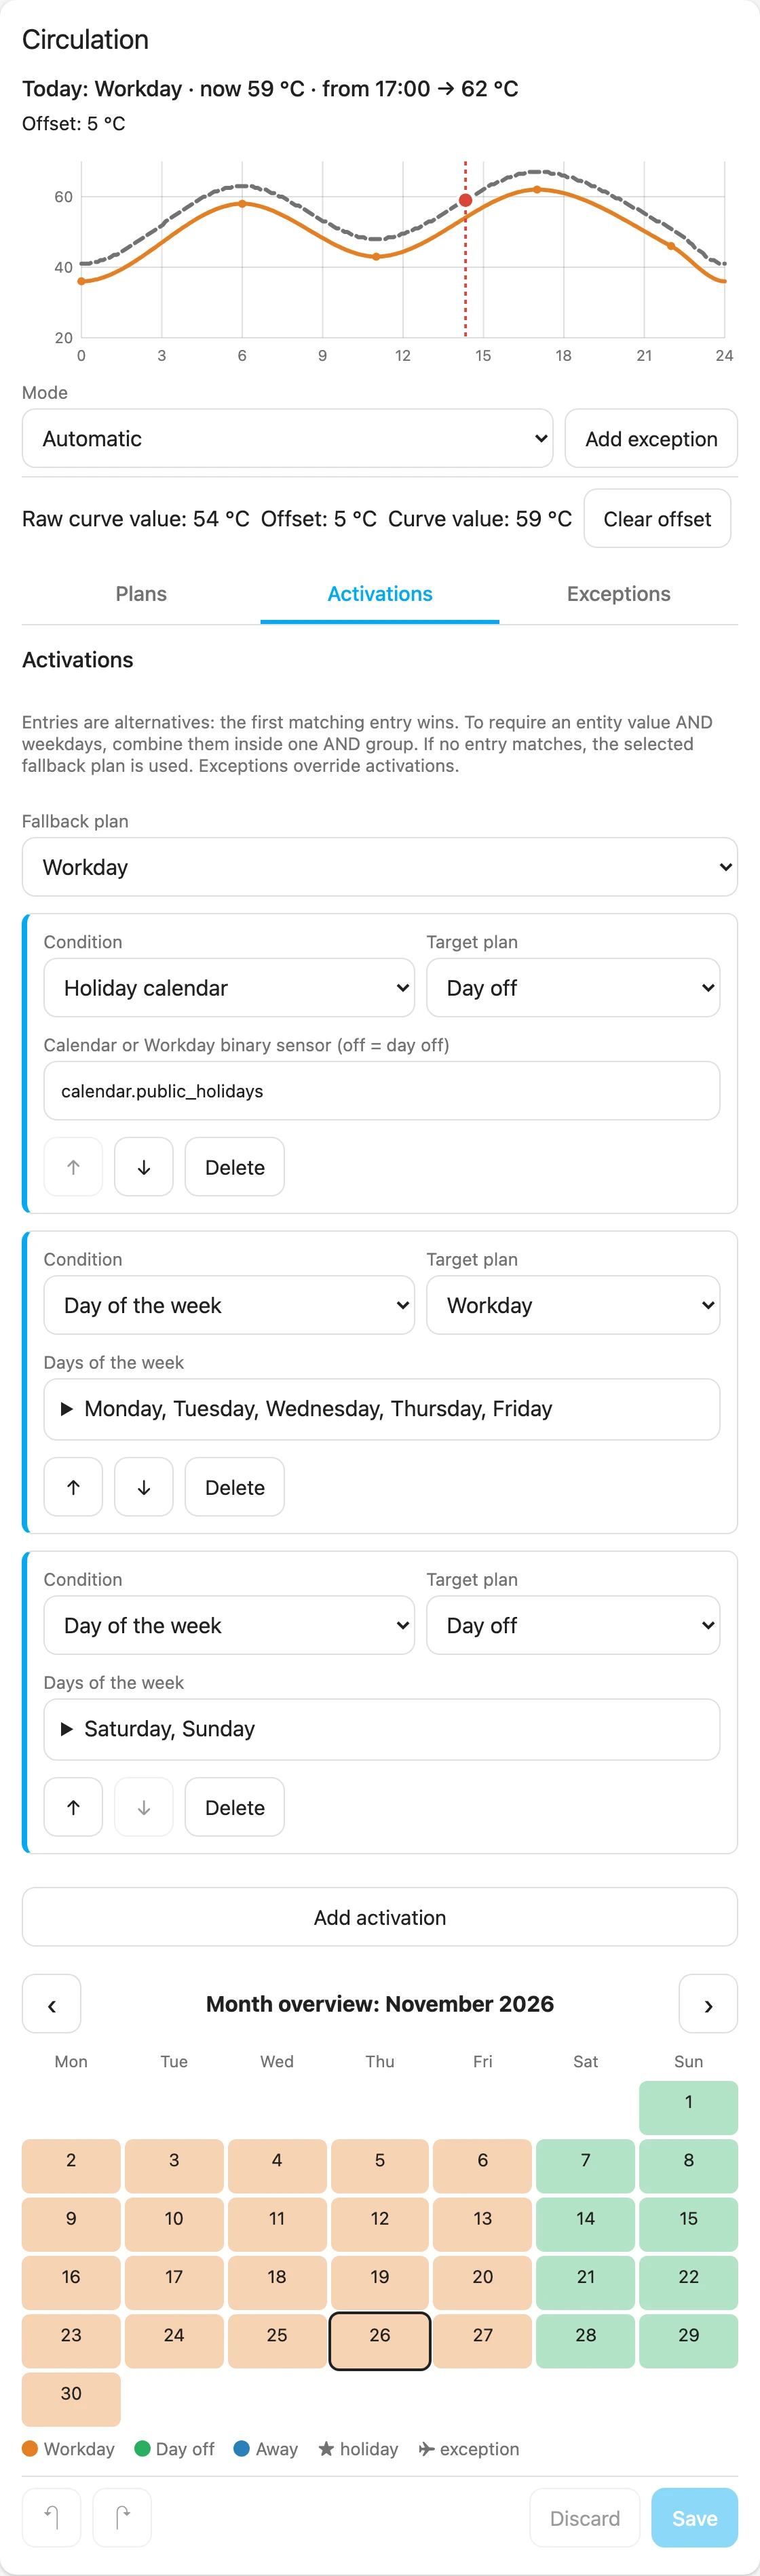 Circulation
Today: Workday · now 59 °C · from 17:00 → 62 °C
Offset: 5 °C
60
40
20
0 3 6 9 12 15 18 21 24
Mode
Automatic
Add exception
Raw curve value: 54 °C Offset: 5 °C Curve value: 59 °C
Clear offset
Plans Activations Exceptions
Activations
Entries are alternatives: the first matching entry wins. To require an entity value AND
weekdays, combine them inside one AND group. If no entry matches, the selected
fallback plan is used. Exceptions override activations.
Fallback plan
Workday
Condition Target plan
Holiday calendar Day off
Calendar or Workday binary sensor (off = day off)
calendar.public_holidays
↑ ↓ Delete
Condition Target plan
Day of the week Workday
Days of the week
▶ Monday, Tuesday, Wednesday, Thursday, Friday
↑ ↓ Delete
Condition Target plan
Day of the week Day off
Days of the week
▶ Saturday, Sunday
↑ ↓ Delete
Add activation
‹ Month overview: November 2026 ›
Mon Tue Wed Thu Fri Sat Sun
1
2 3 4 5 6 7 8
9 10 11 12 13 14 15
16 17 18 19 20 21 22
23 24 25 26 27 28 29
30
Workday Day off Away ★ holiday ✈ exception
Discard Save